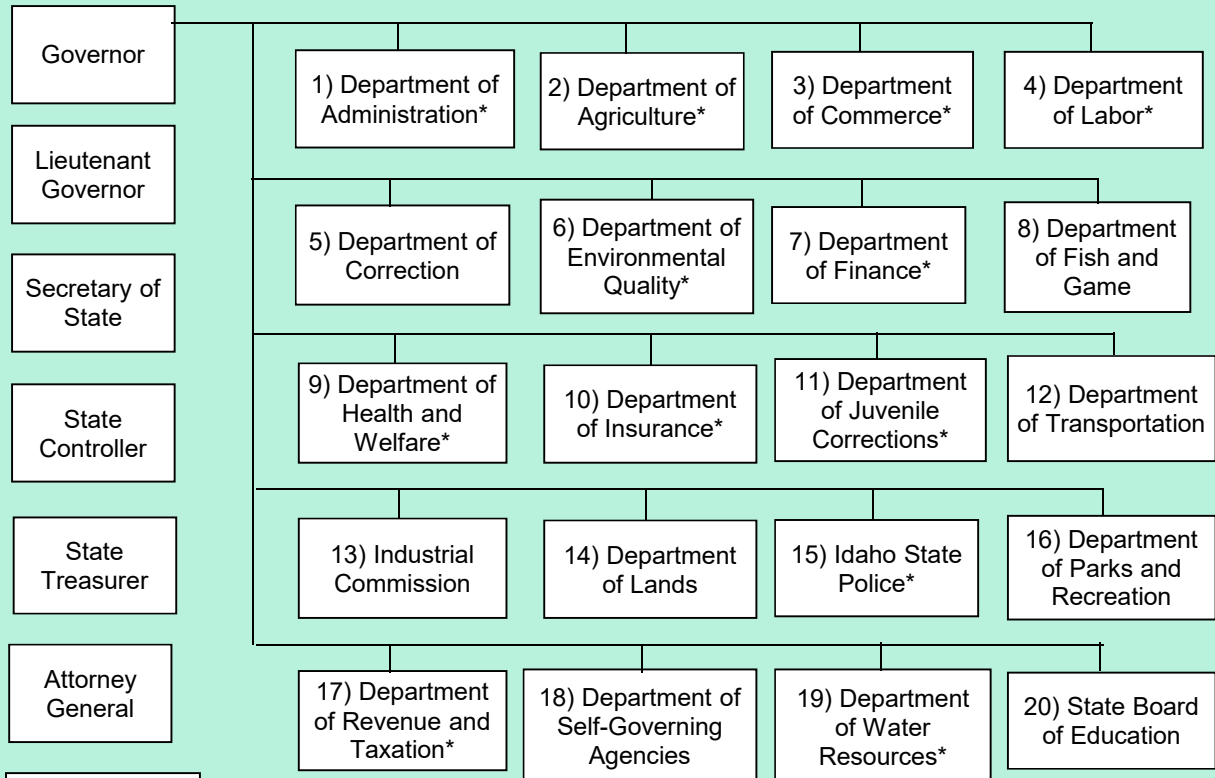 Governor
1) Department of
Administration*
2) Department of
Agriculture*
3) Department
of Commerce*
4) Department
of Labor*
Lieutenant
Governor
5) Department of
Correction
6) Department of
Environmental
Quality*
7) Department
of Finance*
8) Department
of Fish and
Game
Secretary of
State
9) Department of
Health and
Welfare*
10) Department
of Insurance*
11) Department
of Juvenile
Corrections*
12) Department
of Transportation
State
Controller
13) Industrial
Commission
14) Department
of Lands
15) Idaho State
Police*
16) Department
of Parks and
Recreation
State
Treasurer
Attorney
General
17) Department
of Revenue and
Taxation*
18) Department of
Self-Governing
Agencies
19) Department
of Water
Resources*
20) State Board
of Education